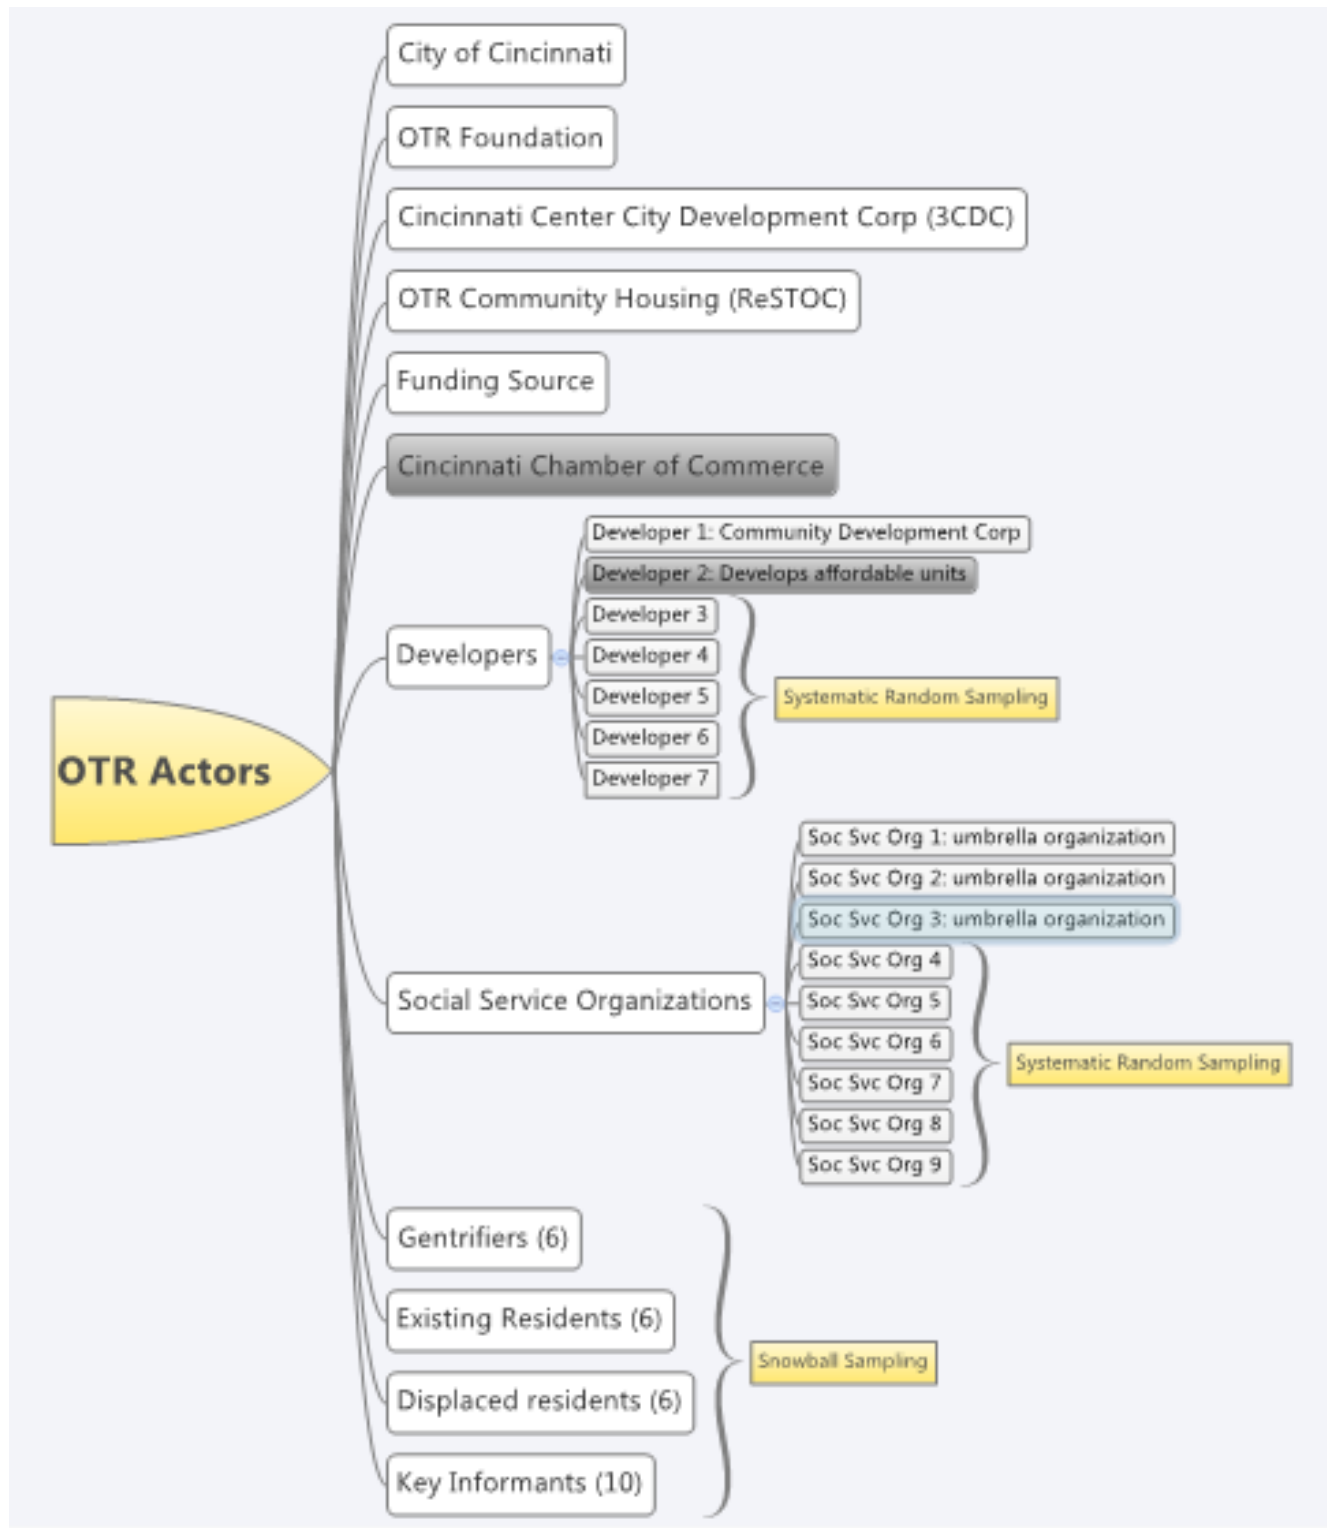 City of Cincinnati
OTR Foundation
Cincinnati Center City Development Corp (3CDC)
OTR Community Housing (ReSTOC)
Funding Source
Cincinnati Chamber of Commerce
Developers
Developer 1: Community Development Corp
Developer 2: Develops affordable units
Developer 3
Developer 4
Developer 5
Developer 6
Developer 7
Systematic Random Sampling
OTR Actors
Social Service Organizations
Soc Svc Org 1: umbrella organization
Soc Svc Org 2: umbrella organization
Soc Svc Org 3: umbrella organization
Soc Svc Org 4
Soc Svc Org 5
Soc Svc Org 6
Soc Svc Org 7
Soc Svc Org 8
Soc Svc Org 9
Systematic Random Sampling
Gentrifiers (6)
Existing Residents (6)
Displaced residents (6)
Key Informants (10)
Snowball Sampling